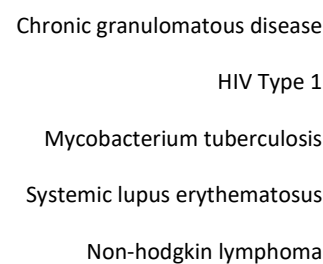 Chronic granulomatous disease
HIV Type 1
Mycobacterium tuberculosis
Systemic lupus erythematosus
Non-hodgkin lymphoma